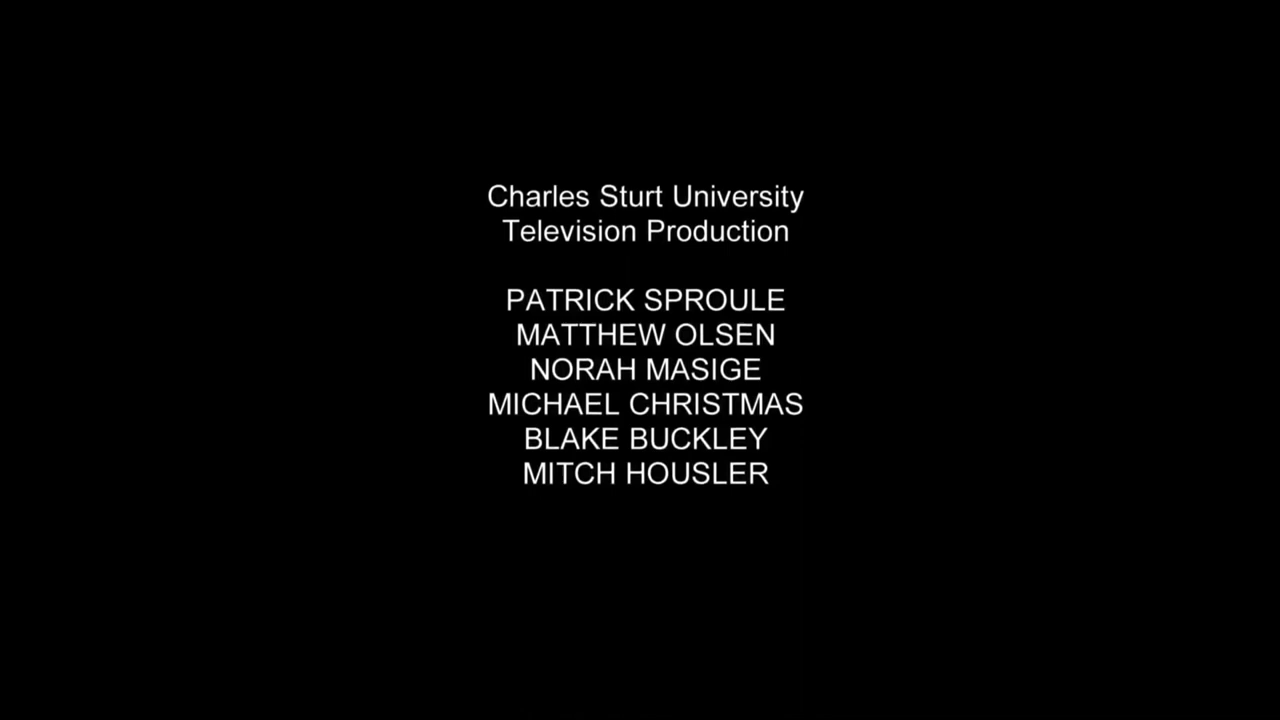 Charles Sturt University
Television Production
PATRICK SPROULE
MATTHEW OLSEN
NORAH MASIGE
MICHAEL CHRISTMAS
BLAKE BUCKLEY
MITCH HOUSLER